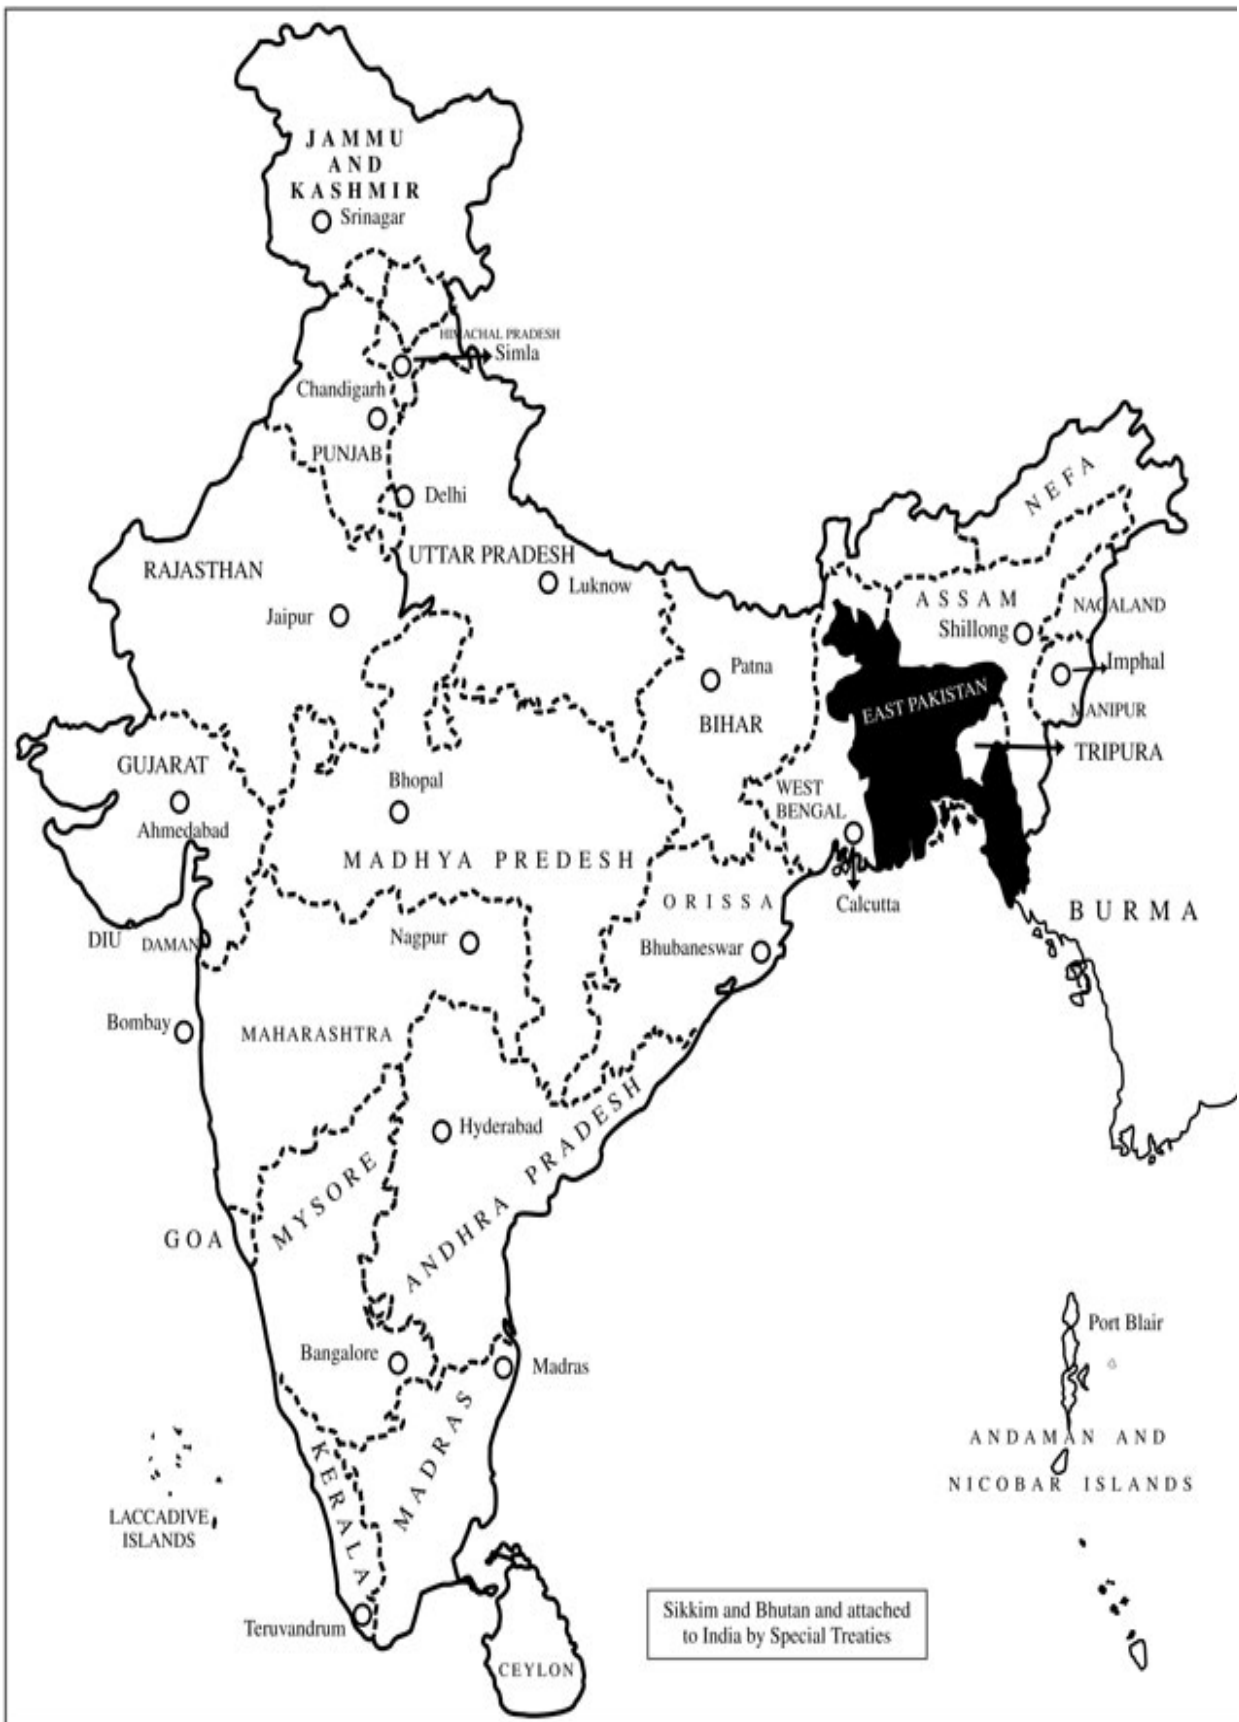 JAMMU
AND
KASHMIR
Srinagar
HIMACHAL PRADESH
Simla
Chandigarh
PUNJAB
Delhi
NEFA
RAJASTHAN
UTTAR PRADESH
Luknow
Jaipur
ASSAM
NAGALAND
Shillong
Patna
Imphal
EAST PAKISTAN
MANIPUR
BIHAR
TRIPURA
GUJARAT
Bhopal
WEST
BENGAL
Ahmedabad
MADHYA PREDESH
ORISSA
Calcutta
BURMA
DIU
DAMAN
Nagpur
Bhubaneswar
Bombay
MAHARASHTRA
Hyderabad
MYSORE
ANDHRA PRADESH
GOA
Port Blair
Bangalore
Madras
MADRAS
KERALA
ANDAMAN AND
NICOBAR ISLANDS
LACCADIVE
ISLANDS
Teruvandrum
CEYLON
Sikkim and Bhutan and attached
to India by Special Treaties